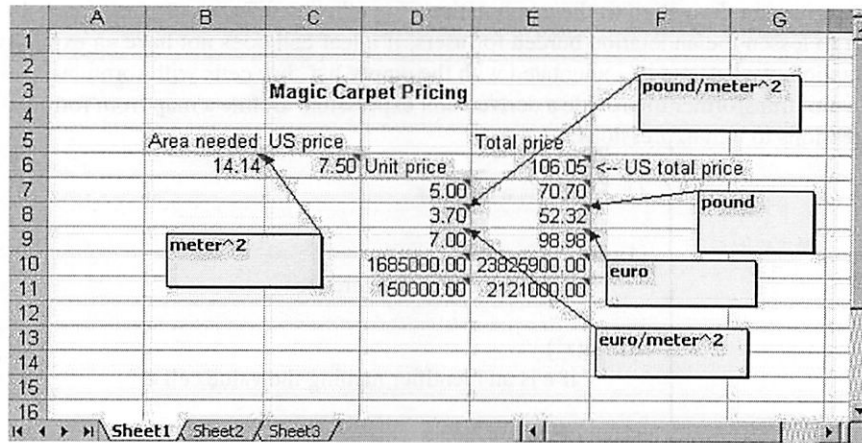 A B C D E F G
1
2
3 Magic Carpet Pricing pound/meter^2
4
5 Area needed US price Total price
6 14.14 7.50 Unit price 106.05 <-- US total price
7 5.00 70.70 pound
8 3.70 52.32
9 meter^2 7.00 98.98
10 1685000.00 23825900.00 euro
11 150000.00 2121000.00
12
13 euro/meter^2
14
15
16
Sheet1 Sheet2 Sheet3